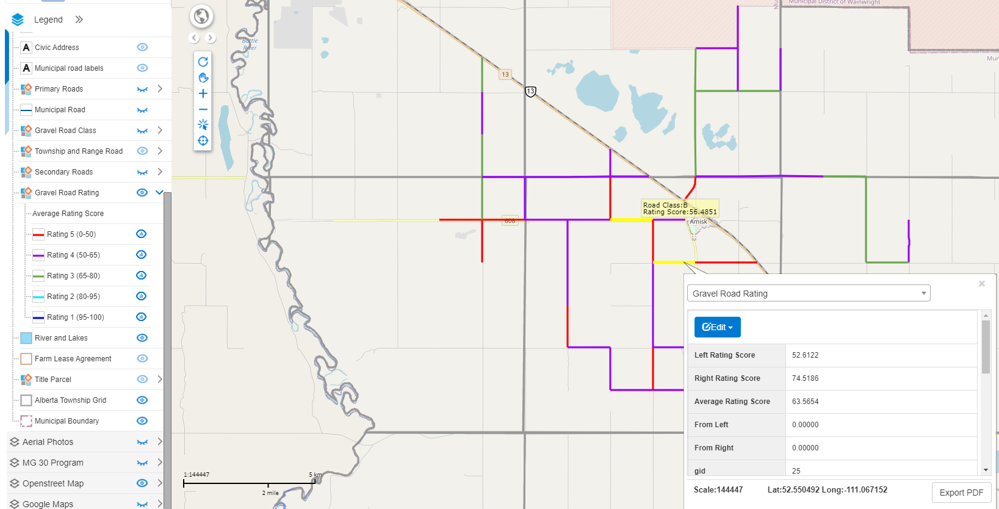 Legend
Civic Address
Municipal road labels
Primary Roads
Municipal Road
Gravel Road Class
Township and Range Road
Secondary Roads
Gravel Road Rating
Average Rating Score
Rating 5 (0-50)
Rating 4 (50-65)
Rating 3 (65-80)
Rating 2 (80-95)
Rating 1 (95-100)
River and Lakes
Farm Lease Agreement
Title Parcel
Alberta Township Grid
Municipal Boundary
Aerial Photos
MG 30 Program
Openstreet Map
Google Maps
Battle
River
13
13
Municipal District of Wainwright
Mu
Mun
608
Road Class:B
Rating Score:56.4851
Amisk
1:144447
5 km
2 mile
Gravel Road Rating
×
Edit
Left Rating Score 52.6122
Right Rating Score 74.5186
Average Rating Score 63.5654
From Left 0.00000
From Right 0.00000
gid 25
Scale:144447 Lat:52.550492 Long:-111.067152
Export PDF